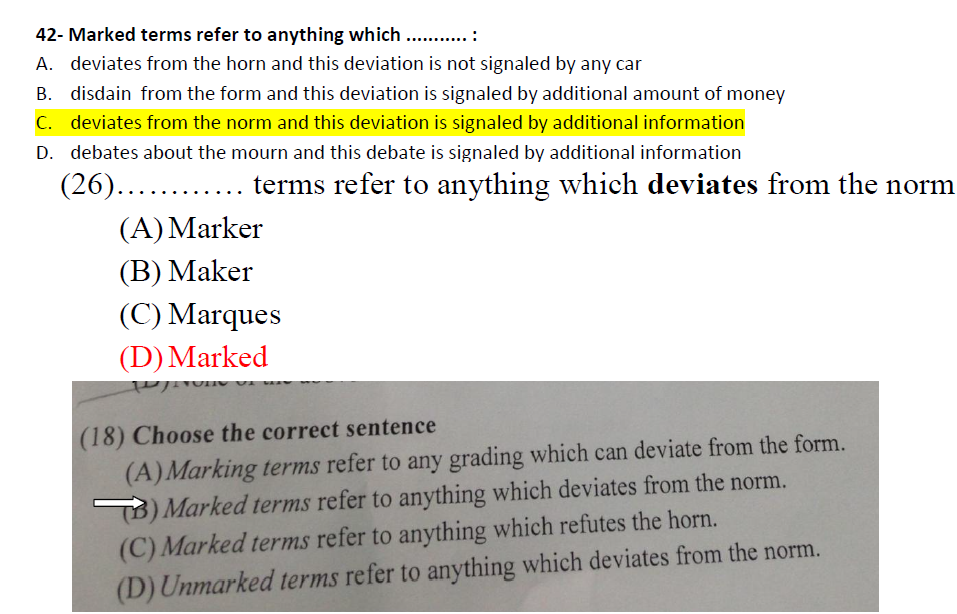 42- Marked terms refer to anything which ........... :
A. deviates from the horn and this deviation is not signaled by any car
B. disdain from the form and this deviation is signaled by additional amount of money
C. deviates from the norm and this deviation is signaled by additional information
D. debates about the mourn and this debate is signaled by additional information
(26)............ terms refer to anything which deviates from the norm
(A) Marker
(B) Maker
(C) Marques
(D) Marked
(18) Choose the correct sentence
(A) Marking terms refer to any grading which can deviate from the form.
(B) Marked terms refer to anything which deviates from the norm.
(C) Marked terms refer to anything which refutes the horn.
(D) Unmarked terms refer to anything which deviates from the norm.